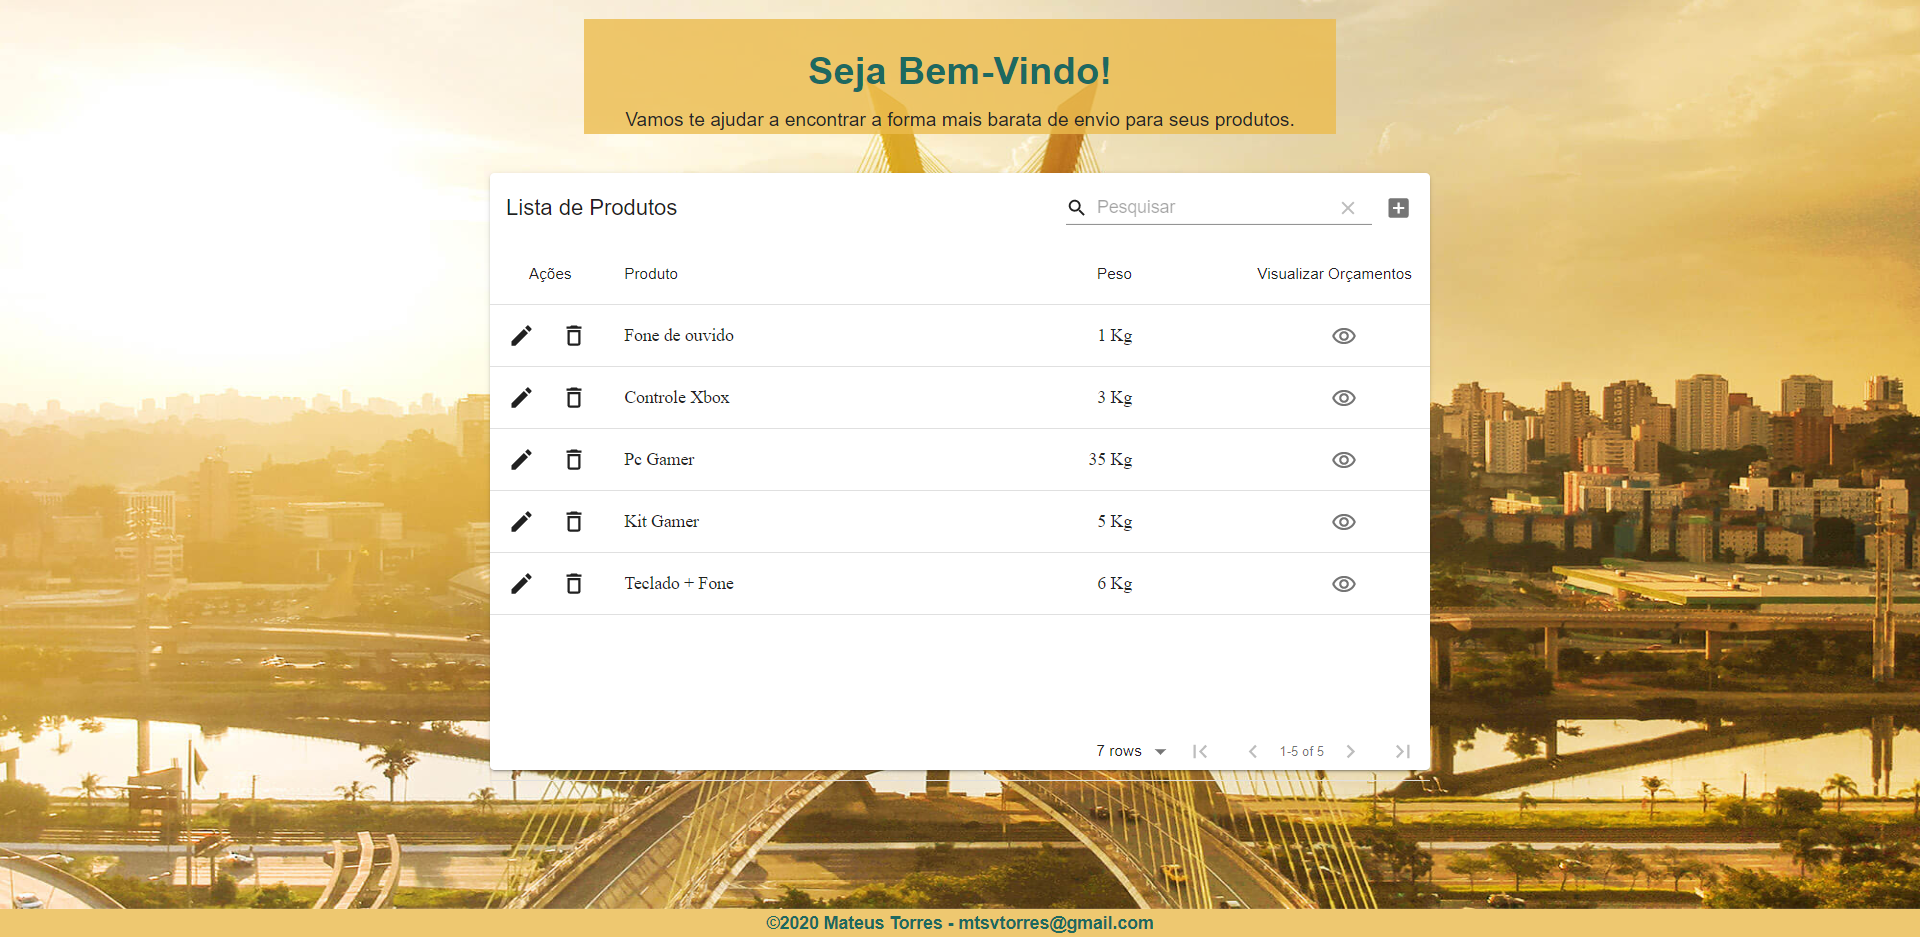 Seja Bem-Vindo!
Vamos te ajudar a encontrar a forma mais barata de envio para seus produtos.
Lista de Produtos
Pesquisar
Ações Produto Peso Visualizar Orçamentos
Fone de ouvido 1 Kg
Controle Xbox 3 Kg
Pc Gamer 35 Kg
Kit Gamer 5 Kg
Teclado + Fone 6 Kg
7 rows 1-5 of 5
©2020 Mateus Torres - mtsvtorres@gmail.com